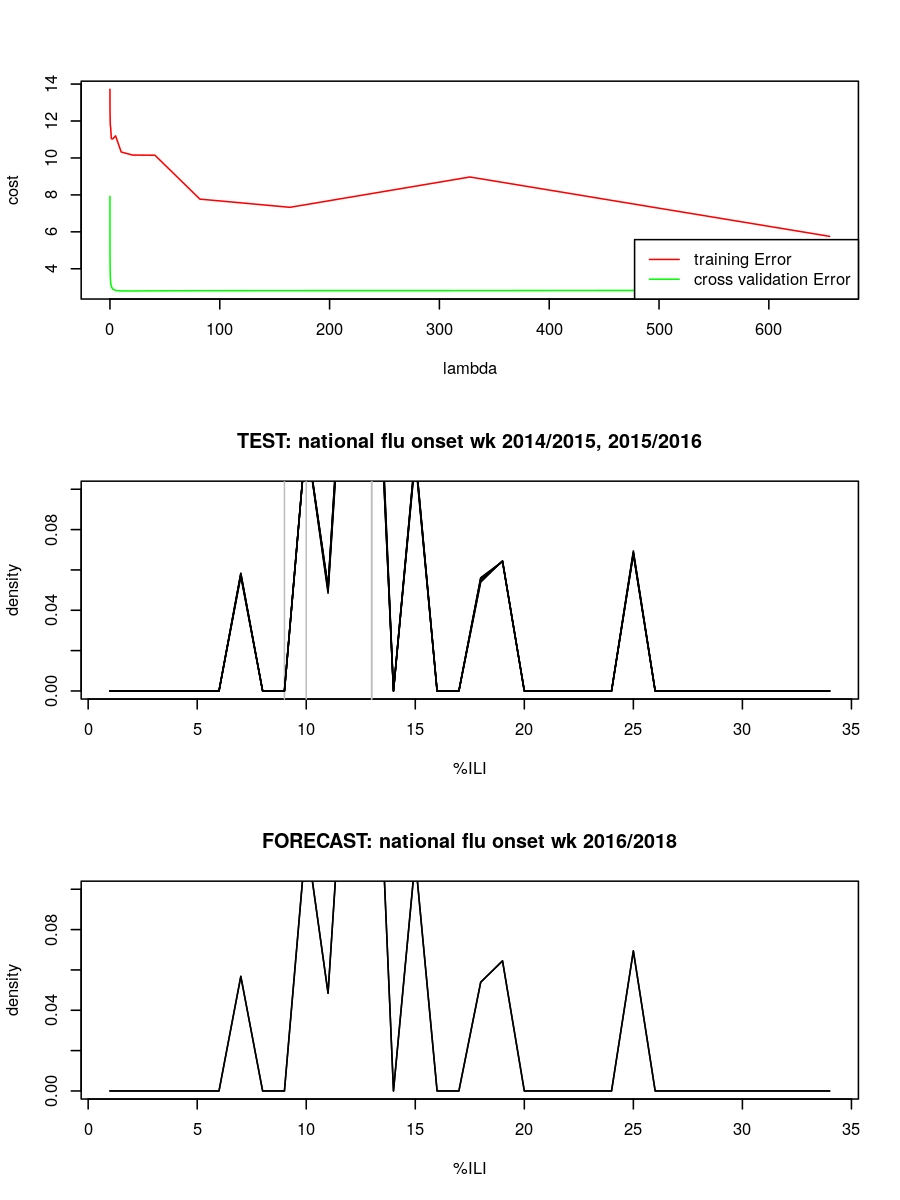 14
12
10
8
6
4
cost
training Error
cross validation Error
0 100 200 300 400 500 600
lambda
TEST: national flu onset wk 2014/2015, 2015/2016
0.08
0.04
0.00
density
0 5 10 15 20 25 30 35
%ILI
FORECAST: national flu onset wk 2016/2018
0.08
0.04
0.00
density
0 5 10 15 20 25 30 35
%ILI